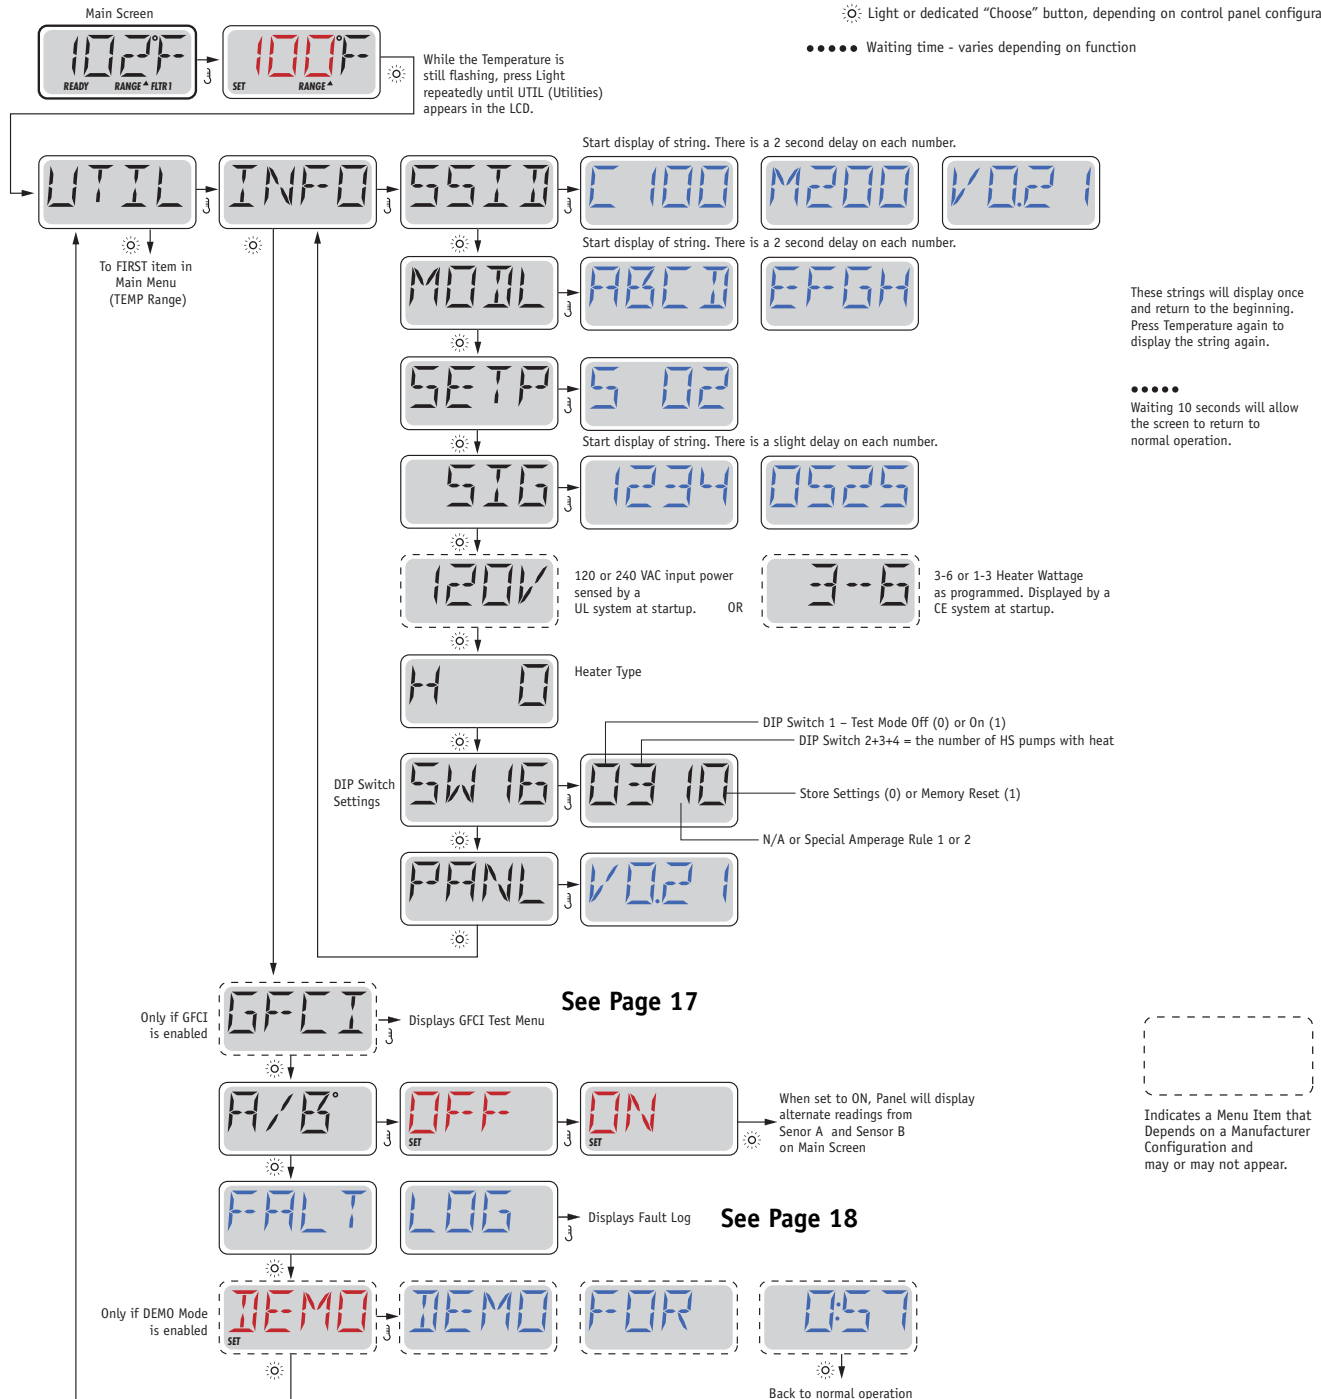 Light or dedicated “Choose” button, depending on control panel configura
Main Screen
••••• Waiting time - varies depending on function
102°F
READY RANGE FLTR1
100°F
SET RANGE
While the Temperature is
still flashing, press Light
repeatedly until UTIL (Utilities)
appears in the LCD.
Start display of string. There is a 2 second delay on each number.
UTIL
INFO
SSID
C 100
M200
V0.21
To FIRST item in
Main Menu
(TEMP Range)
Start display of string. There is a 2 second delay on each number.
MODL
ABCD
EFGH
These strings will display once
and return to the beginning.
Press Temperature again to
display the string again.
SETP
S 02
•••••
Waiting 10 seconds will allow
the screen to return to
normal operation.
Start display of string. There is a slight delay on each number.
SIG
1234
0525
120V
120 or 240 VAC input power
sensed by a
UL system at startup.
OR
3-6
3-6 or 1-3 Heater Wattage
as programmed. Displayed by a
CE system at startup.
H 0
Heater Type
DIP Switch 1 – Test Mode Off (0) or On (1)
DIP Switch 2+3+4 = the number of HS pumps with heat
DIP Switch
Settings
SW 16
0310
Store Settings (0) or Memory Reset (1)
N/A or Special Amperage Rule 1 or 2
PANL
V0.21
Only if GFCI
is enabled
GFCI
Displays GFCI Test Menu
See Page 17
A/B°
OFF
SET
ON
SET
When set to ON, Panel will display
alternate readings from
Senor A and Sensor B
on Main Screen
Indicates a Menu Item that
Depends on a Manufacturer
Configuration and
may or may not appear.
FALT
LOG
Displays Fault Log
See Page 18
Only if DEMO Mode
is enabled
DEMO
SET
DEMO
FOR
0:57
Back to normal operation